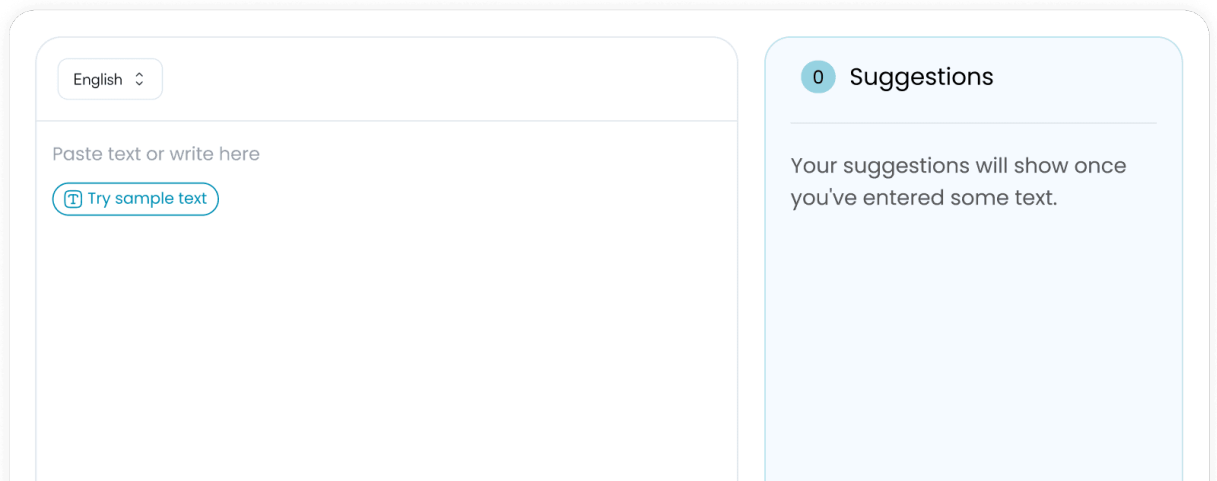 English
Paste text or write here
Try sample text
0 Suggestions
Your suggestions will show once
you've entered some text.